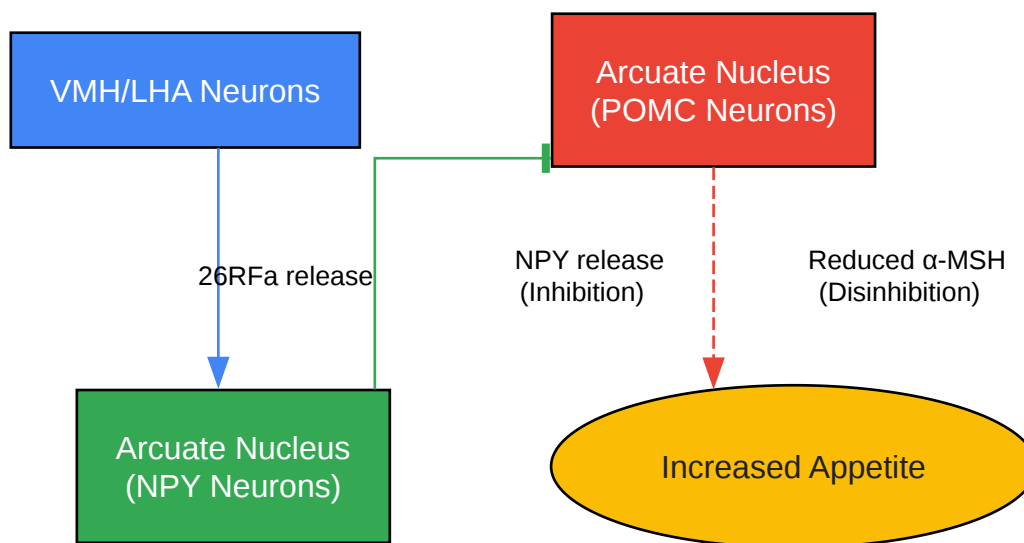 VMH/LHA Neurons
Arcuate Nucleus
(POMC Neurons)
26RFa release
NPY release
(Inhibition)
Reduced α-MSH
(Disinhibition)
Arcuate Nucleus
(NPY Neurons)
Increased Appetite